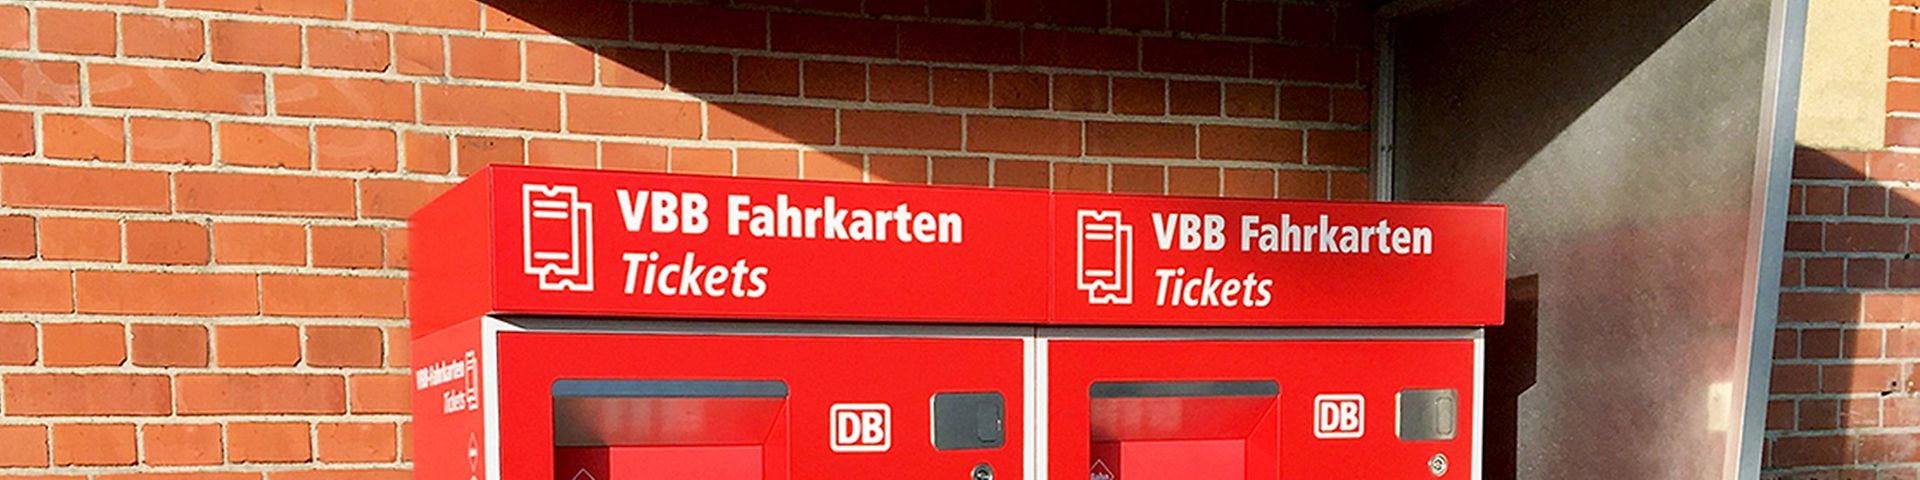 VBB Fahrkarten
Tickets
VBB Fahrkarten
Tickets
VBB-Fahrkarten
Tickets
DB
DB